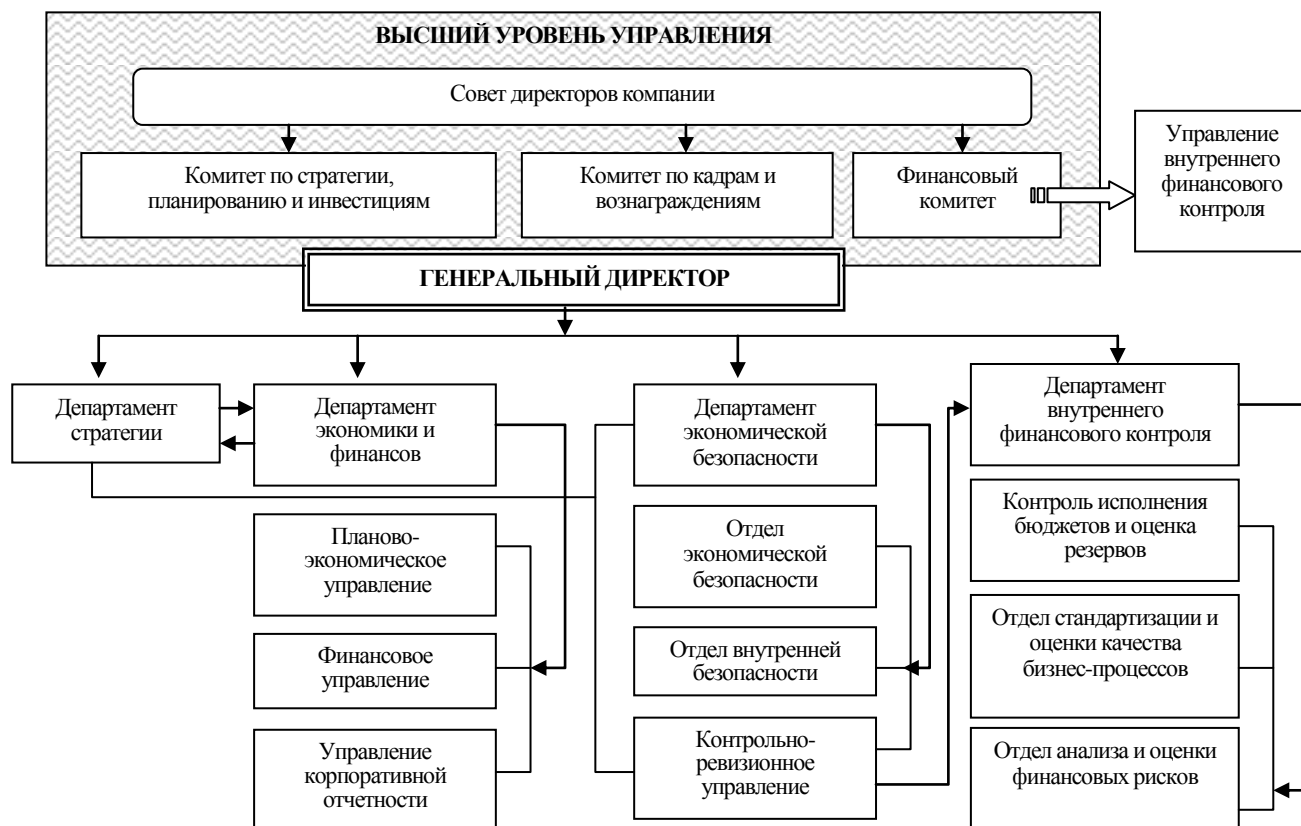 ВЫСШИЙ УРОВЕНЬ УПРАВЛЕНИЯ
Совет директоров компании
Комитет по стратегии,
планированию и инвестициям
Комитет по кадрам и
вознаграждениям
Финансовый
комитет
Управление
внутреннего
финансового
контроля
ГЕНЕРАЛЬНЫЙ ДИРЕКТОР
Департамент
стратегии
Департамент
экономики и
финансов
Департамент
экономической
безопасности
Департамент
внутреннего
финансового контроля
Планово-
экономическое
управление
Финансовое
управление
Управление
корпоративной
отчетности
Отдел
экономической
безопасности
Отдел внутренней
безопасности
Контрольно-
ревизионное
управление
Контроль исполнения
бюджетов и оценка
резервов
Отдел стандартизации и
оценки качества
бизнес-процессов
Отдел анализа и оценки
финансовых рисков